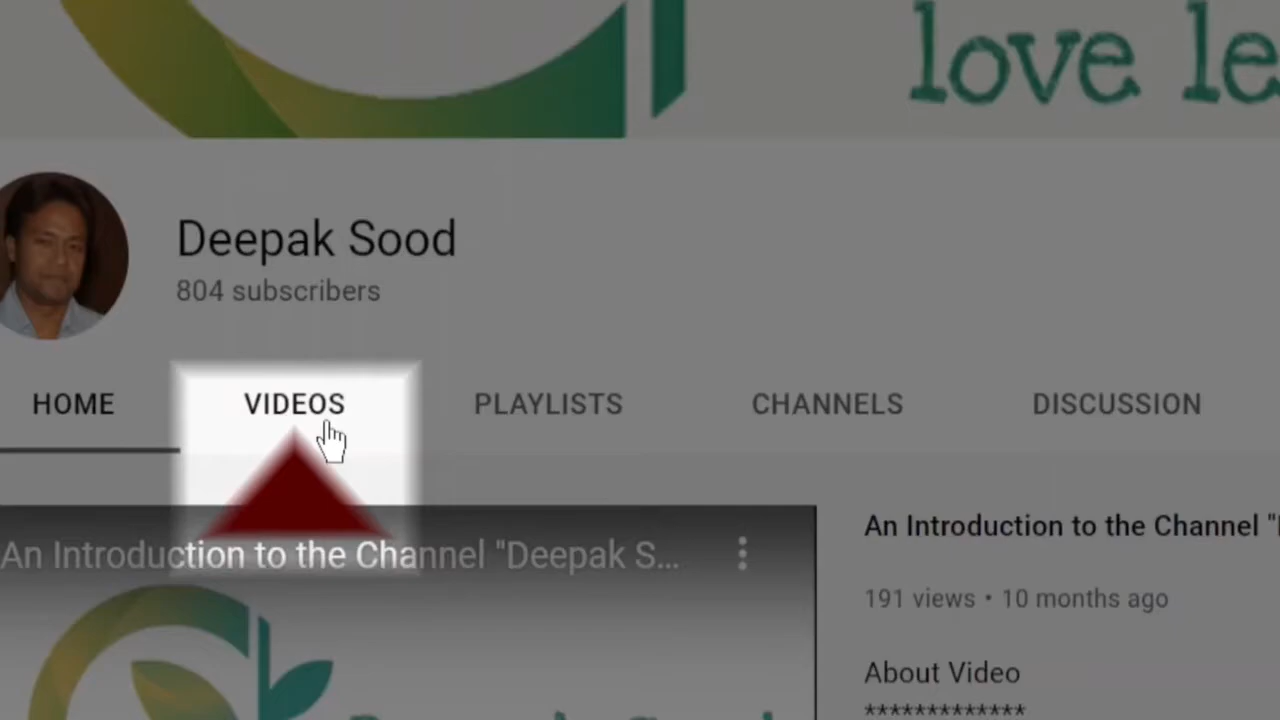 love le
Deepak Sood
804 subscribers
HOME VIDEOS PLAYLISTS CHANNELS DISCUSSION
An Introduction to the Channel "Deepak S...
An Introduction to the Channel "
191 views • 10 months ago
About Video
*************